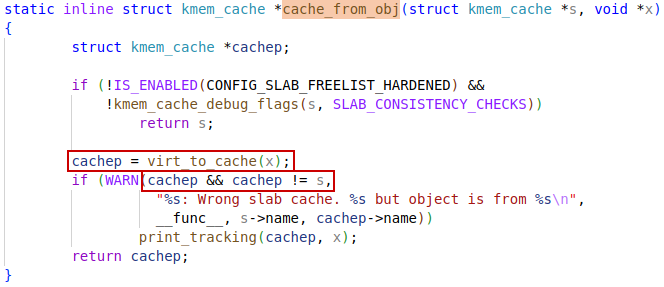 static inline struct kmem_cache *cache_from_obj(struct kmem_cache *s, void *x)
{
struct kmem_cache *cachep;
if (!IS_ENABLED(CONFIG_SLAB_FREELIST_HARDENED) &&
!kmem_cache_debug_flags(s, SLAB_CONSISTENCY_CHECKS))
return s;
cachep = virt_to_cache(x);
if (WARN(cachep && cachep != s,
"%s: Wrong slab cache. %s but object is from %s\n",
__func__, s->name, cachep->name))
print_tracking(cachep, x);
return cachep;
}